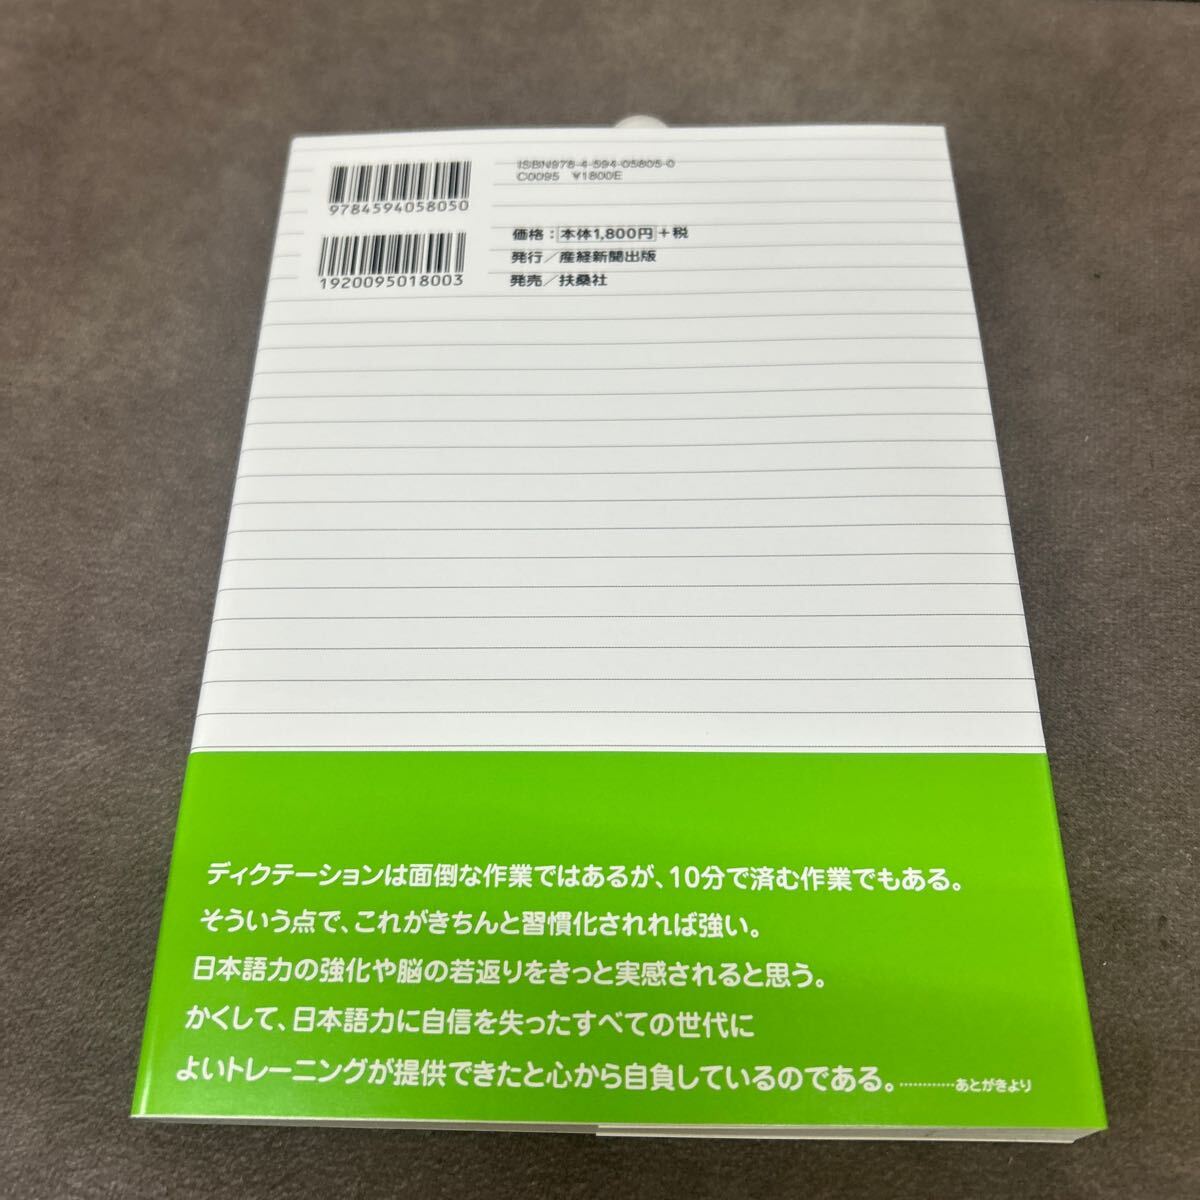 9784594058050
1920095018003
ISBN978-4-594-05805-0
C0095 ¥1800E
価格：本体1,800円+税
発行／産経新聞出版
発売／扶桑社
ディクテーションは面倒な作業ではあるが、10分で済む作業でもある。
そういう点で、これがきちんと習慣化されれば強い。
日本語力の強化や脳の若返りをきっと実感されると思う。
かくして、日本語力に自信を失ったすべての世代に
よいトレーニングが提供できたと心から自負しているのである。…………あとがきより